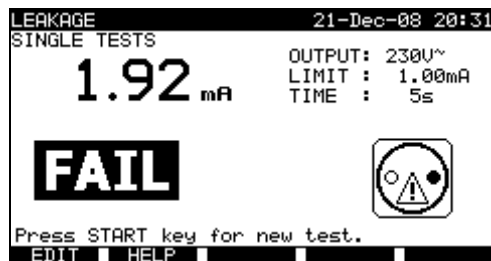 LEAKAGE 21-Dec-08 20:31
SINGLE TESTS
1.92 mA
OUTPUT: 230V~
LIMIT : 1.00mA
TIME : 5s
FAIL
Press START key for new test.
EDIT HELP